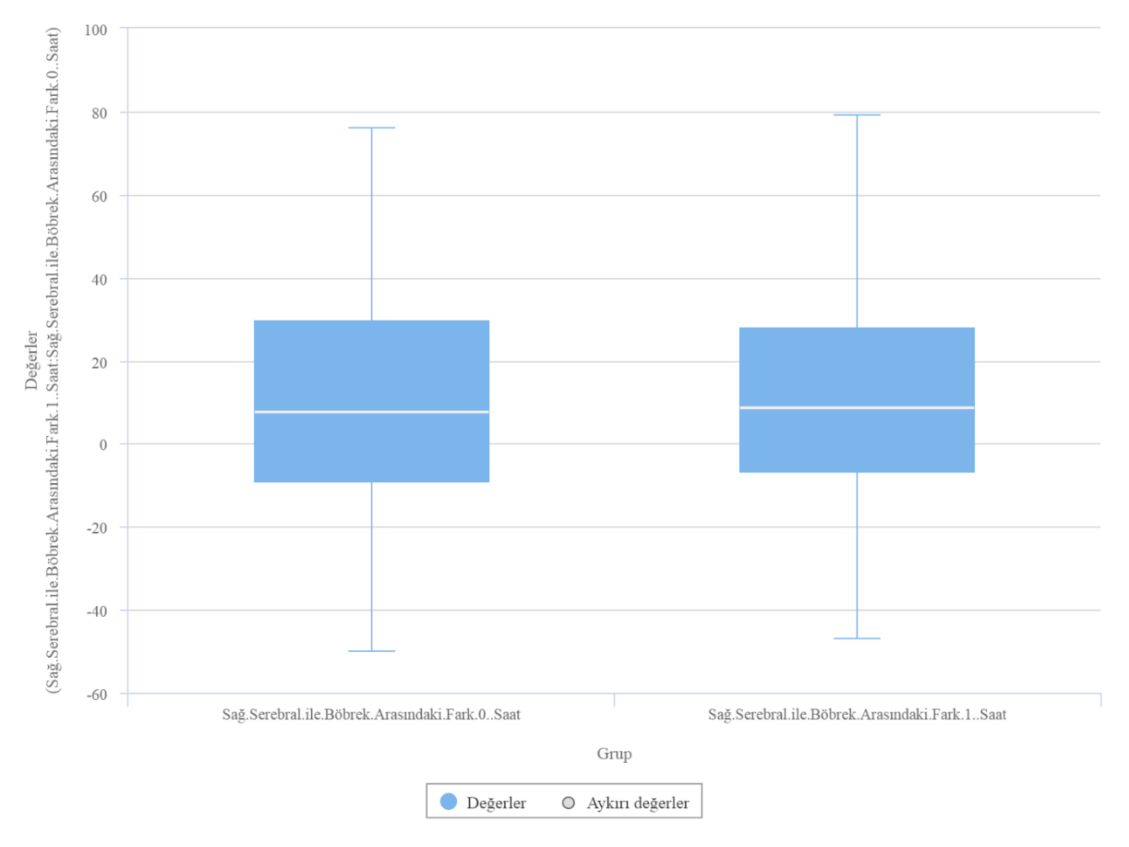 Değerler
(Sağ.Serebral.ile.Böbrek.Arasındaki.Fark.1..Saat:Sağ.Serebral.ile.Böbrek.Arasındaki.Fark.0..Saat)
100
80
60
40
20
0
-20
-40
-60
Sağ.Serebral.ile.Böbrek.Arasındaki.Fark.0..Saat
Sağ.Serebral.ile.Böbrek.Arasındaki.Fark.1..Saat
Grup
Değerler
Aykırı değerler